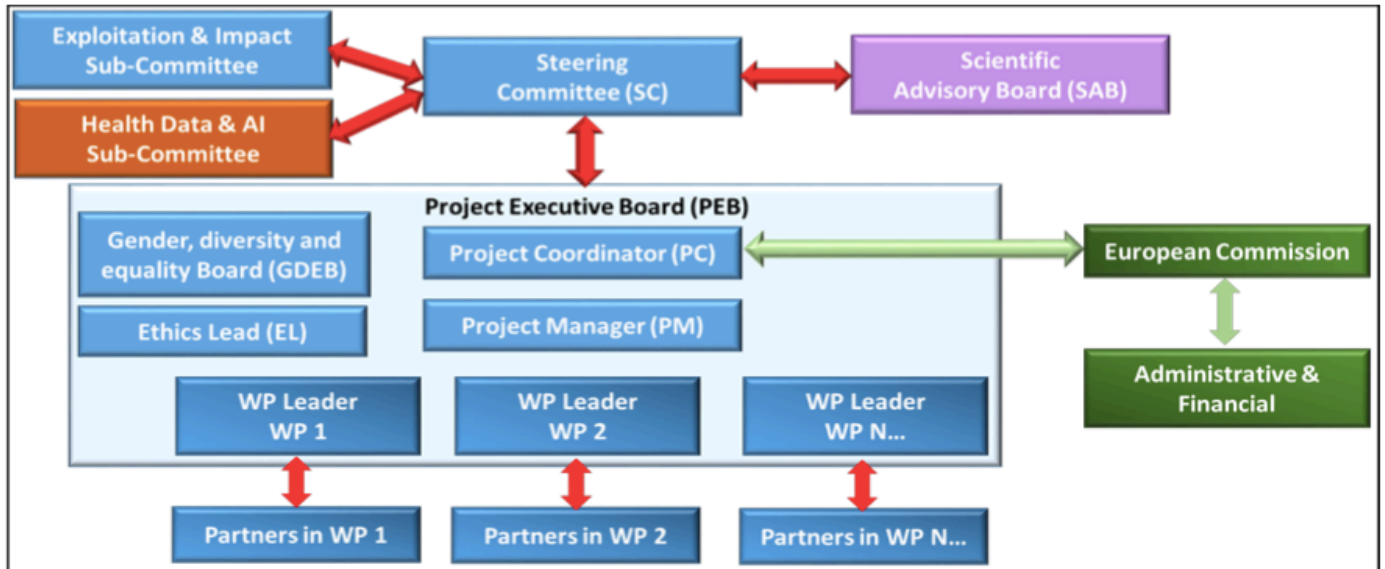 Exploitation & Impact
Sub-Committee
Steering
Committee (SC)
Scientific
Advisory Board (SAB)
Health Data & AI
Sub-Committee
Project Executive Board (PEB)
Gender, diversity and
equality Board (GDEB)
Project Coordinator (PC)
European Commission
Ethics Lead (EL)
Project Manager (PM)
Administrative &
Financial
WP Leader
WP 1
WP Leader
WP 2
WP Leader
WP N...
Partners in WP 1
Partners in WP 2
Partners in WP N...